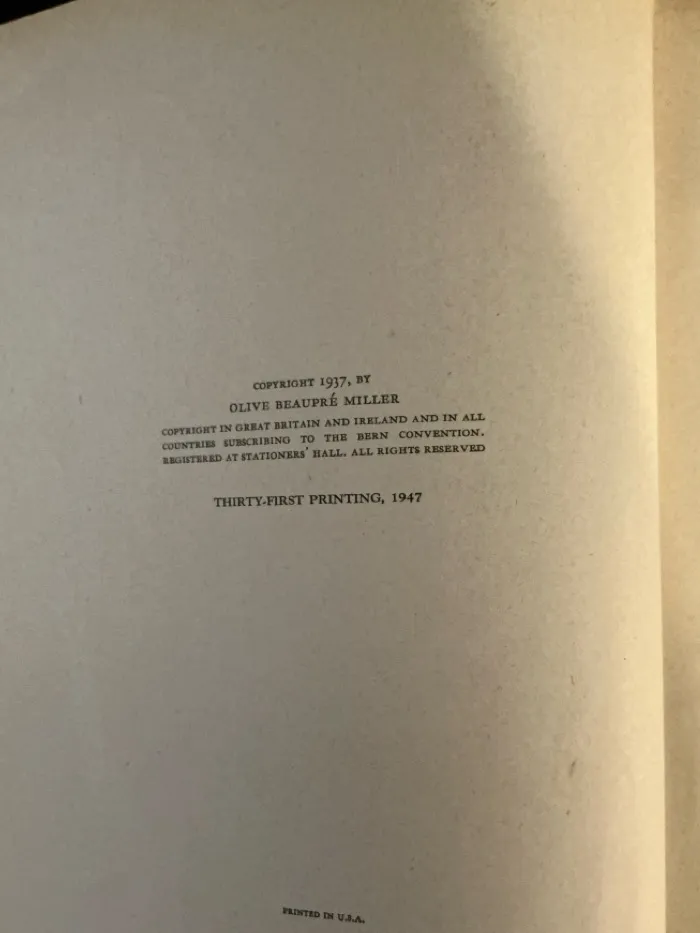 COPYRIGHT 1937, BY
OLIVE BEAUPRÉ MILLER
COPYRIGHT IN GREAT BRITAIN AND IRELAND AND IN ALL
COUNTRIES SUBSCRIBING TO THE BERN CONVENTION.
REGISTERED AT STATIONERS' HALL. ALL RIGHTS RESERVED
THIRTY-FIRST PRINTING, 1947
PRINTED IN U.S.A.